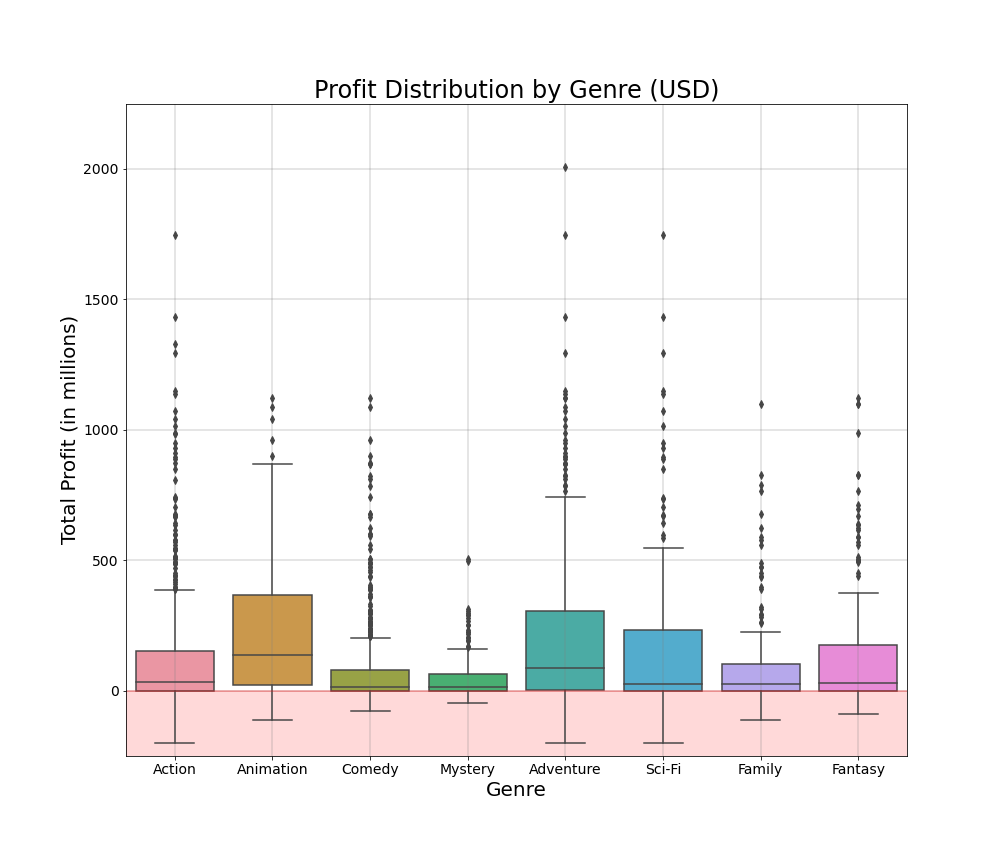 Profit Distribution by Genre (USD)
Total Profit (in millions)
2000
1500
1000
500
0
Action Animation Comedy Mystery Adventure Sci-Fi Family Fantasy
Genre